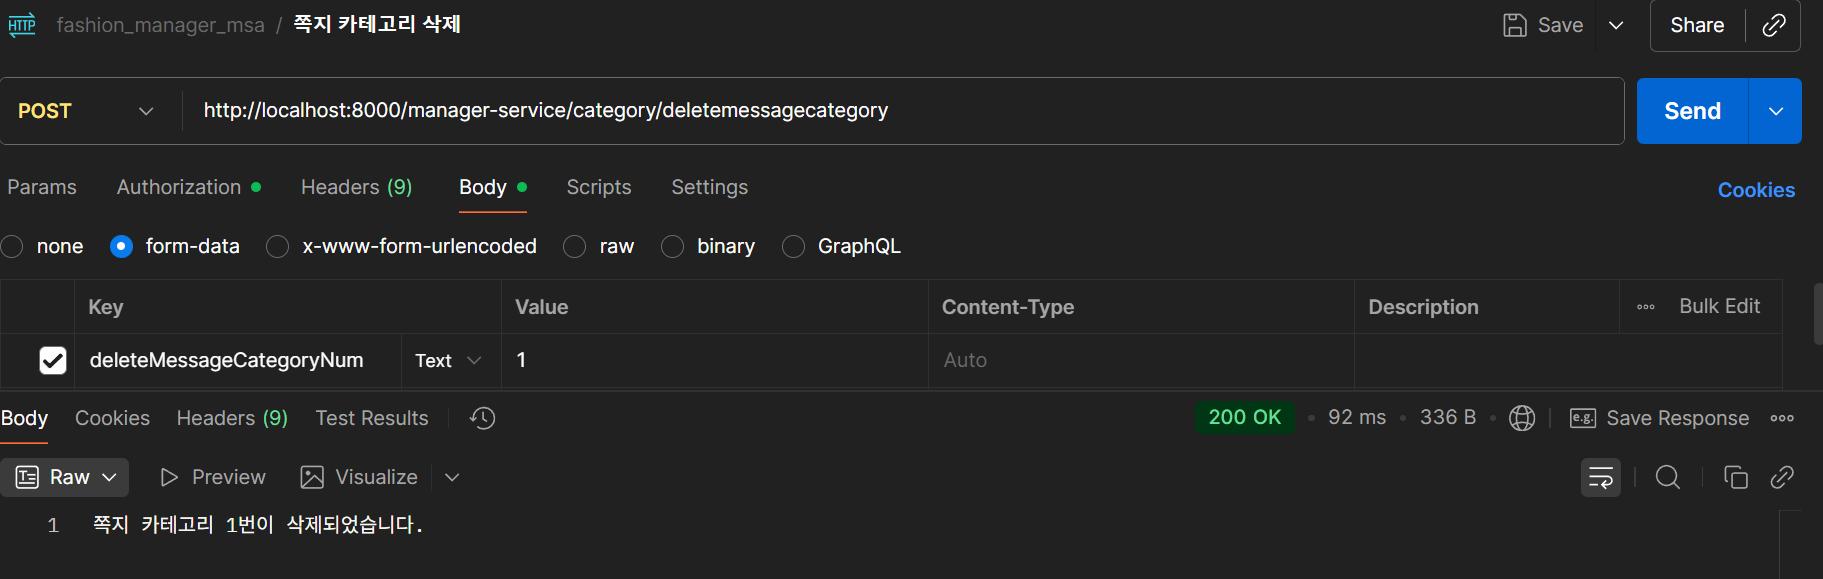 HTTP fashion_manager_msa / 쪽지 카테고리 삭제 Save Share
POST http://localhost:8000/manager-service/category/deletemessagecategory Send
Params Authorization Headers (9) Body Scripts Settings Cookies
none form-data x-www-form-urlencoded raw binary GraphQL
Key Value Content-Type Description Bulk Edit
deleteMessageCategoryNum Text 1 Auto
Body Cookies Headers (9) Test Results 200 OK 92 ms 336 B e.g. Save Response
Raw Preview Visualize
1 쪽지 카테고리 1번이 삭제되었습니다.